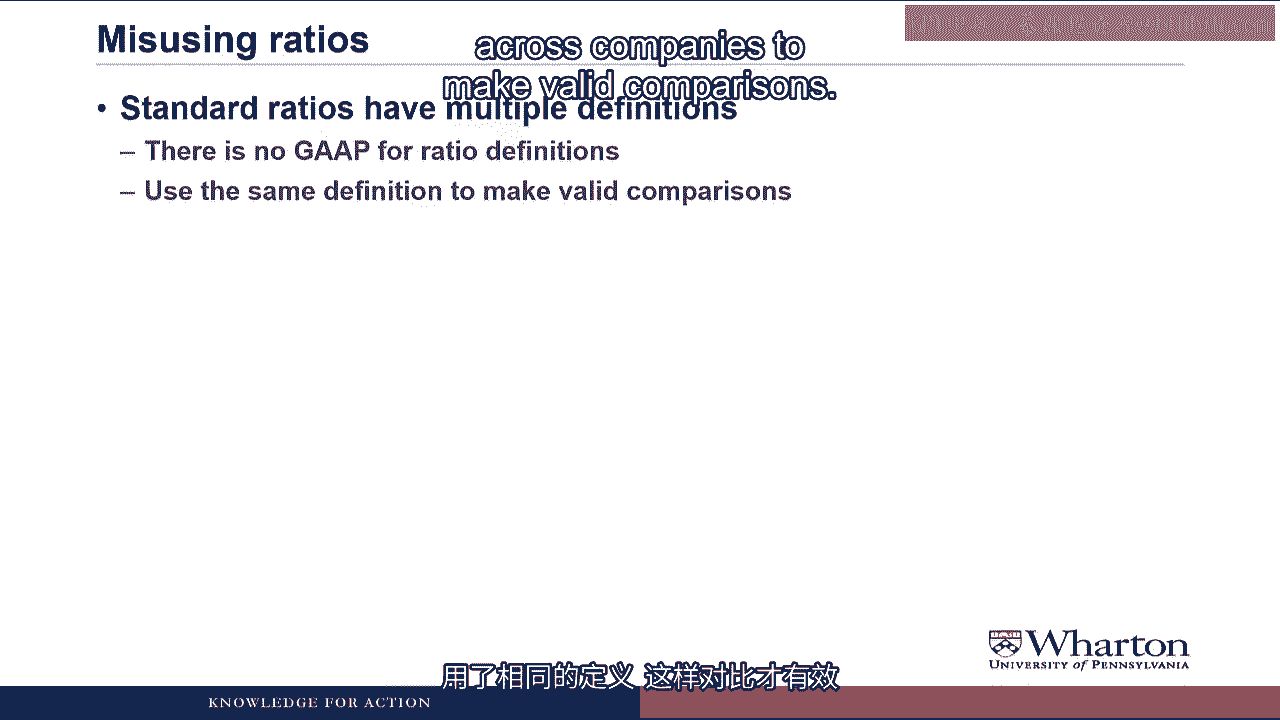 Misusing ratios
across companies to
make valid comparisons.
• Standard ratios have multiple definitions
– There is no GAAP for ratio definitions
– Use the same definition to make valid comparisons
Wharton
UNIVERSITY of PENNSYLVANIA
用了相同的定义 这样对比才有效
KNOWLEDGE FOR ACTION